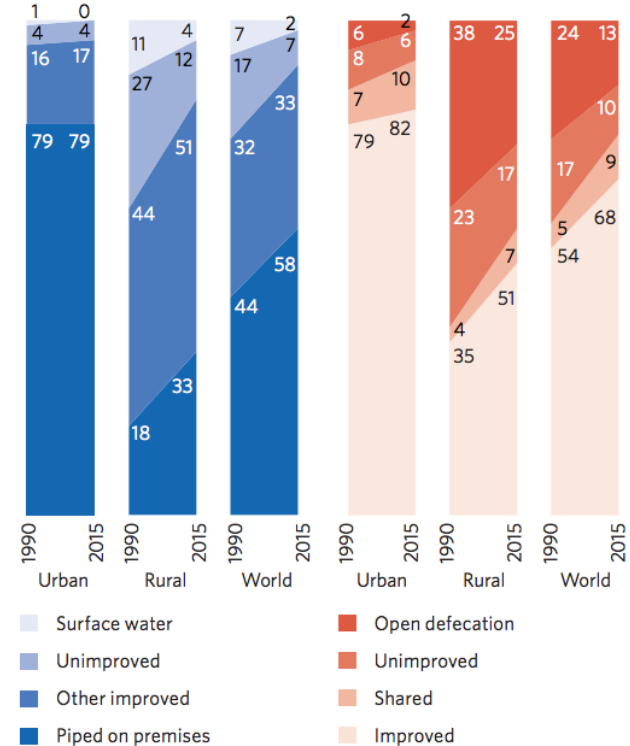 1 0
4 4
16 17
79 79
11 4
27 12
44 51
18 33
7 2
17 7
32 33
44 58
6 2
8 6
7 10
79 82
38 25
23 17
4 7
35 51
24 13
17 10
5 9
54 68
1990 2015 1990 2015 1990 2015 1990 2015 1990 2015 1990 2015
Urban Rural World Urban Rural World
Surface water
Unimproved
Other improved
Piped on premises
Open defecation
Unimproved
Shared
Improved